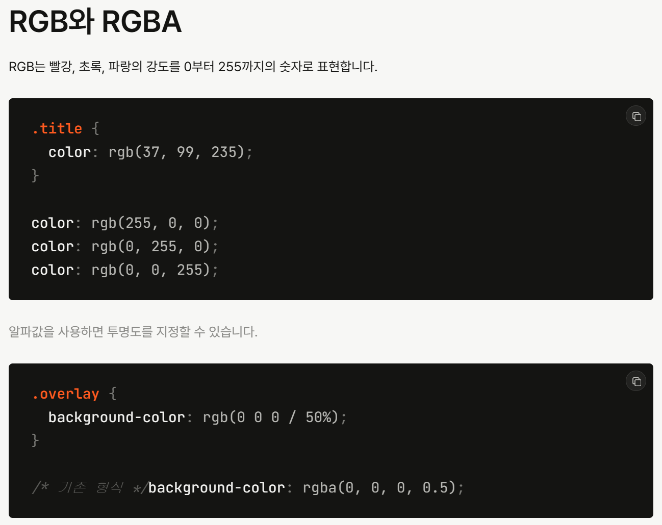 RGB와 RGBA
RGB는 빨강, 초록, 파랑의 강도를 0부터 255까지의 숫자로 표현합니다.
.title {
  color: rgb(37, 99, 235);
}
color: rgb(255, 0, 0);
color: rgb(0, 255, 0);
color: rgb(0, 0, 255);
알파값을 사용하면 투명도를 지정할 수 있습니다.
.overlay {
  background-color: rgb(0 0 0 / 50%);
}
/* 기존 형식 */background-color: rgba(0, 0, 0, 0.5);